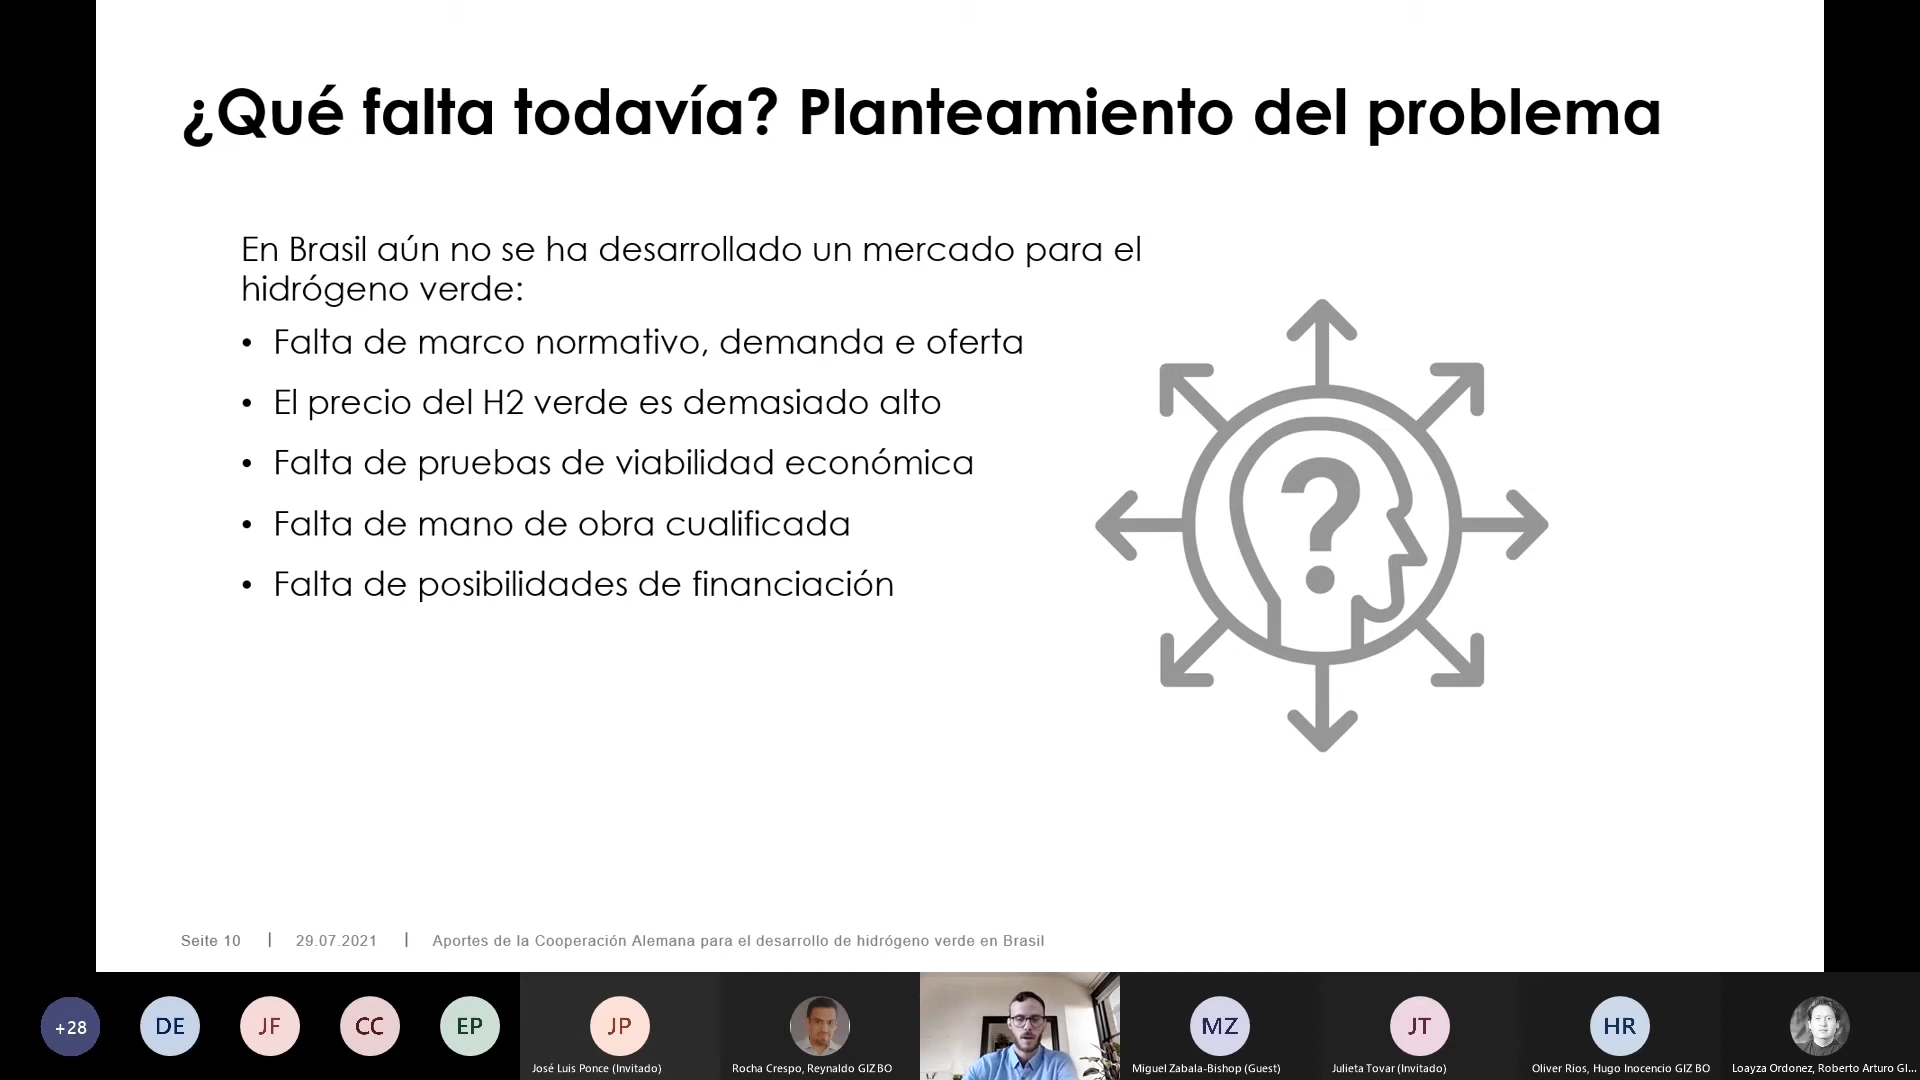 ¿Qué falta todavía? Planteamiento del problema
En Brasil aún no se ha desarrollado un mercado para el
hidrógeno verde:
• Falta de marco normativo, demanda e oferta
• El precio del H2 verde es demasiado alto
• Falta de pruebas de viabilidad económica
• Falta de mano de obra cualificada
• Falta de posibilidades de financiación
?
Seite 10 | 29.07.2021 | Aportes de la Cooperación Alemana para el desarrollo de hidrógeno verde en Brasil
+28 DE JF CC EP JP MZ JT HR
José Luis Ponce (Invitado) Rocha Crespo, Reynaldo GIZ BO Miguel Zabala-Bishop (Guest) Julieta Tovar (Invitado) Oliver Rios, Hugo Inocencio GIZ BO Loayza Ordonez, Roberto Arturo GI...